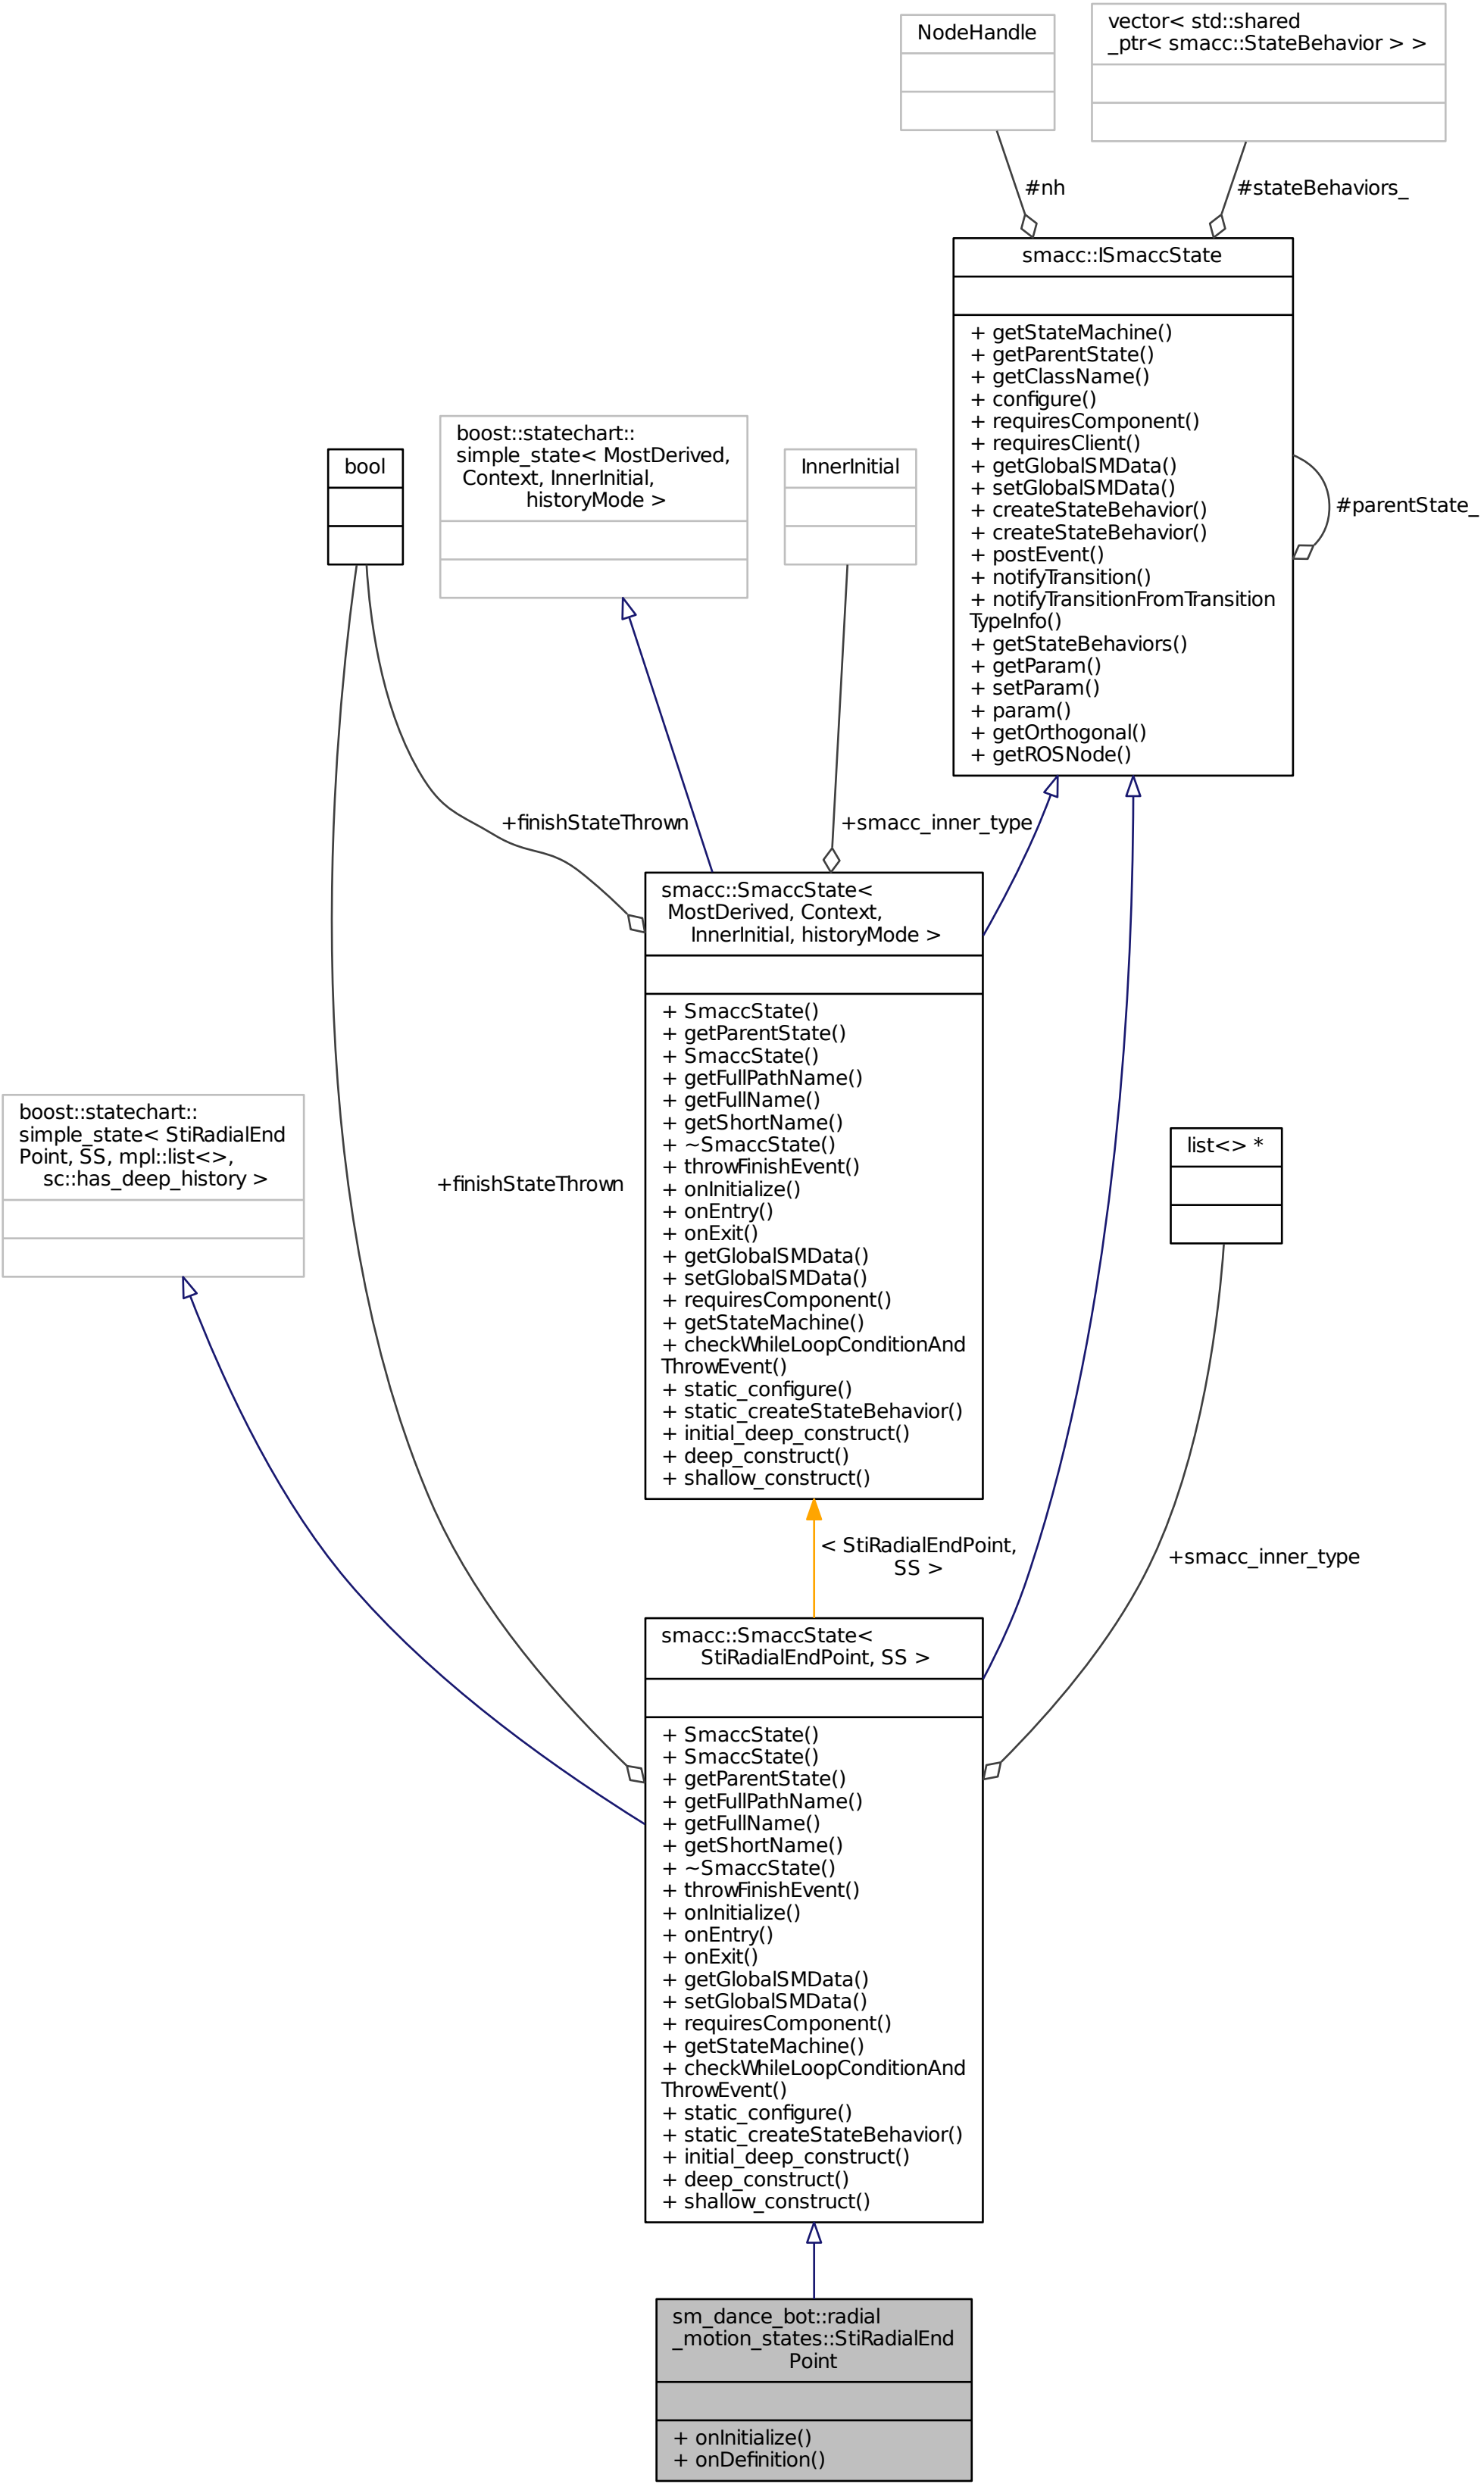 NodeHandle
vector< std::shared
_ptr< smacc::StateBehavior > >
#nh
#stateBehaviors_
smacc::ISmaccState
+ getStateMachine()
+ getParentState()
+ getClassName()
+ configure()
+ requiresComponent()
+ requiresClient()
+ getGlobalSMData()
+ setGlobalSMData()
+ createStateBehavior()
+ createStateBehavior()
+ postEvent()
+ notifyTransition()
+ notifyTransitionFromTransition
TypeInfo()
+ getStateBehaviors()
+ getParam()
+ setParam()
+ param()
+ getOrthogonal()
+ getROSNode()
#parentState_
bool
boost::statechart::
simple_state< MostDerived,
Context, InnerInitial,
historyMode >
InnerInitial
+finishStateThrown
+smacc_inner_type
smacc::SmaccState<
MostDerived, Context,
InnerInitial, historyMode >
+ SmaccState()
+ getParentState()
+ SmaccState()
+ getFullPathName()
+ getFullName()
+ getShortName()
+ ~SmaccState()
+ throwFinishEvent()
+ onInitialize()
+ onEntry()
+ onExit()
+ getGlobalSMData()
+ setGlobalSMData()
+ requiresComponent()
+ getStateMachine()
+ checkWhileLoopConditionAnd
ThrowEvent()
+ static_configure()
+ static_createStateBehavior()
+ initial_deep_construct()
+ deep_construct()
+ shallow_construct()
boost::statechart::
simple_state< StiRadialEnd
Point, SS, mpl::list<>,
sc::has_deep_history >
+finishStateThrown
list<> *
< StiRadialEndPoint,
SS >
+smacc_inner_type
smacc::SmaccState<
StiRadialEndPoint, SS >
+ SmaccState()
+ SmaccState()
+ getParentState()
+ getFullPathName()
+ getFullName()
+ getShortName()
+ ~SmaccState()
+ throwFinishEvent()
+ onInitialize()
+ onEntry()
+ onExit()
+ getGlobalSMData()
+ setGlobalSMData()
+ requiresComponent()
+ getStateMachine()
+ checkWhileLoopConditionAnd
ThrowEvent()
+ static_configure()
+ static_createStateBehavior()
+ initial_deep_construct()
+ deep_construct()
+ shallow_construct()
sm_dance_bot::radial
_motion_states::StiRadialEnd
Point
+ onInitialize()
+ onDefinition()